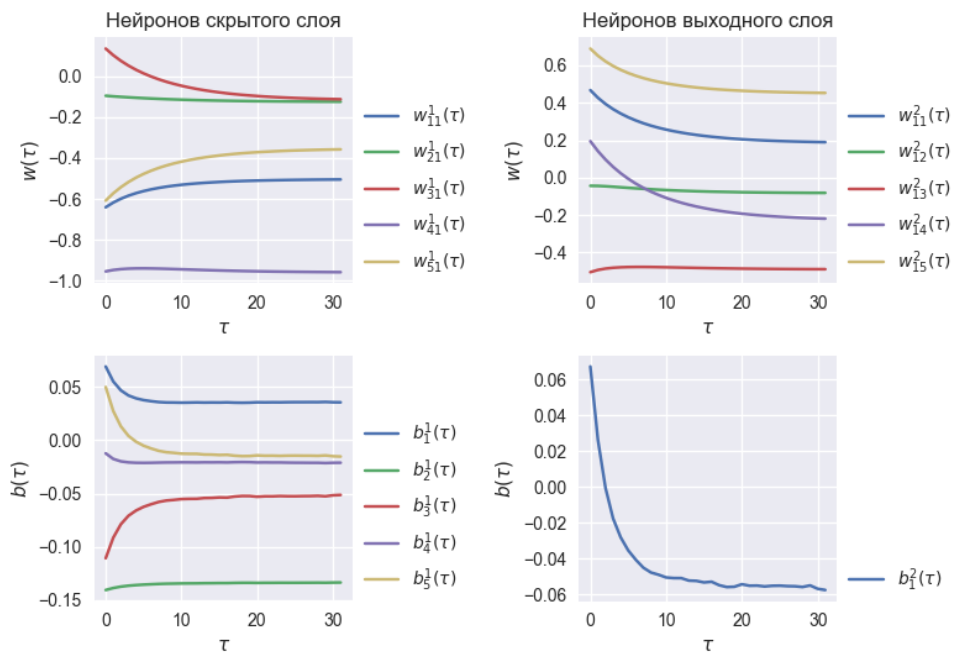 Нейронов скрытого слоя
0.0
−0.2
−0.4
−0.6
−0.8
−1.0
w(τ)
0 10 20 30
τ
w¹₁₁(τ)
w¹₂₁(τ)
w¹₃₁(τ)
w¹₄₁(τ)
w¹₅₁(τ)
Нейронов выходного слоя
0.6
0.4
0.2
0.0
−0.2
−0.4
w(τ)
0 10 20 30
τ
w²₁₁(τ)
w²₁₂(τ)
w²₁₃(τ)
w²₁₄(τ)
w²₁₅(τ)
0.05
0.00
−0.05
−0.10
−0.15
b(τ)
0 10 20 30
τ
b¹₁(τ)
b¹₂(τ)
b¹₃(τ)
b¹₄(τ)
b¹₅(τ)
0.06
0.04
0.02
0.00
−0.02
−0.04
−0.06
b(τ)
0 10 20 30
τ
b²₁(τ)